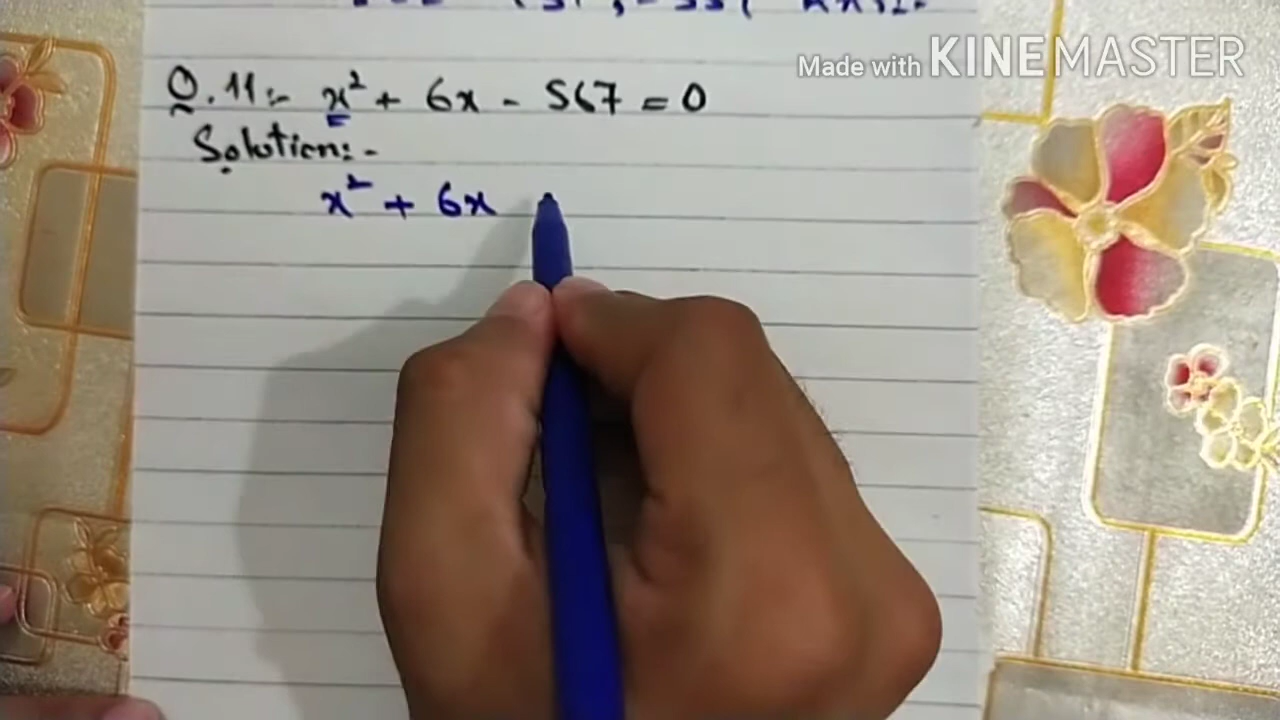 Made with KINEMASTER
Q.11:- x² + 6x - 567 = 0
Solution:-
x² + 6x